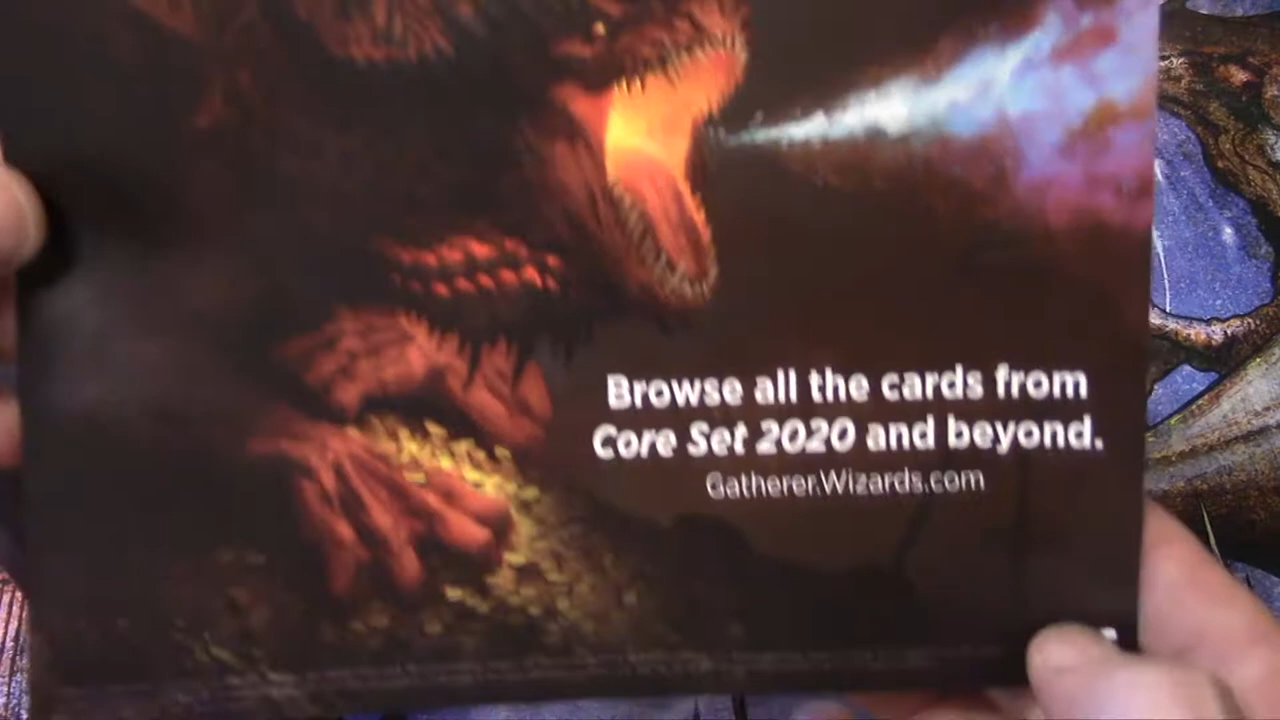 Browse all the cards from
Core Set 2020 and beyond.
Gatherer.Wizards.com